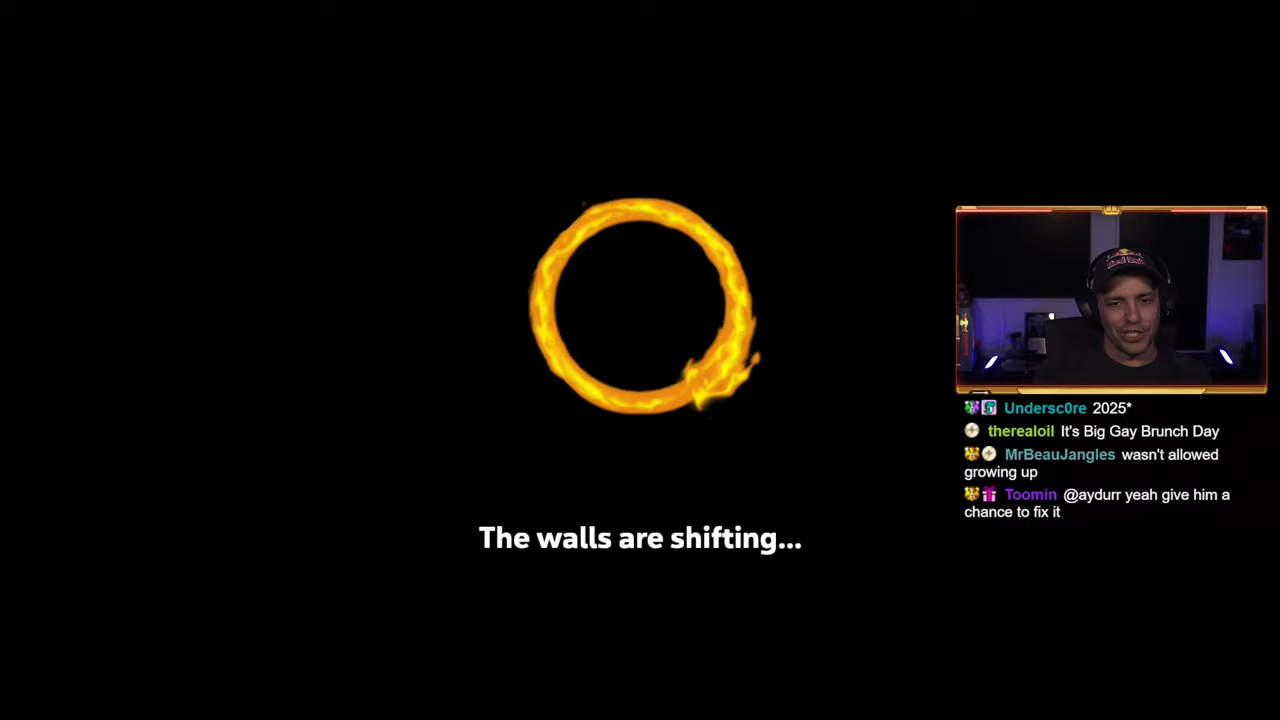 The walls are shifting...
Undersc0re 2025*
therealoil It's Big Gay Brunch Day
MrBeauJangles wasn't allowed
growing up
Toomin @aydurr yeah give him a
chance to fix it